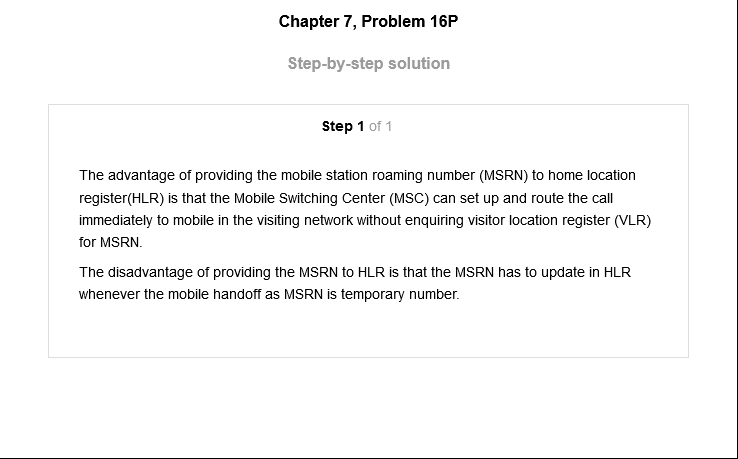 Chapter 7, Problem 16P
Step-by-step solution
Step 1 of 1
The advantage of providing the mobile station roaming number (MSRN) to home location
register(HLR) is that the Mobile Switching Center (MSC) can set up and route the call
immediately to mobile in the visiting network without enquiring visitor location register (VLR)
for MSRN.
The disadvantage of providing the MSRN to HLR is that the MSRN has to update in HLR
whenever the mobile handoff as MSRN is temporary number.